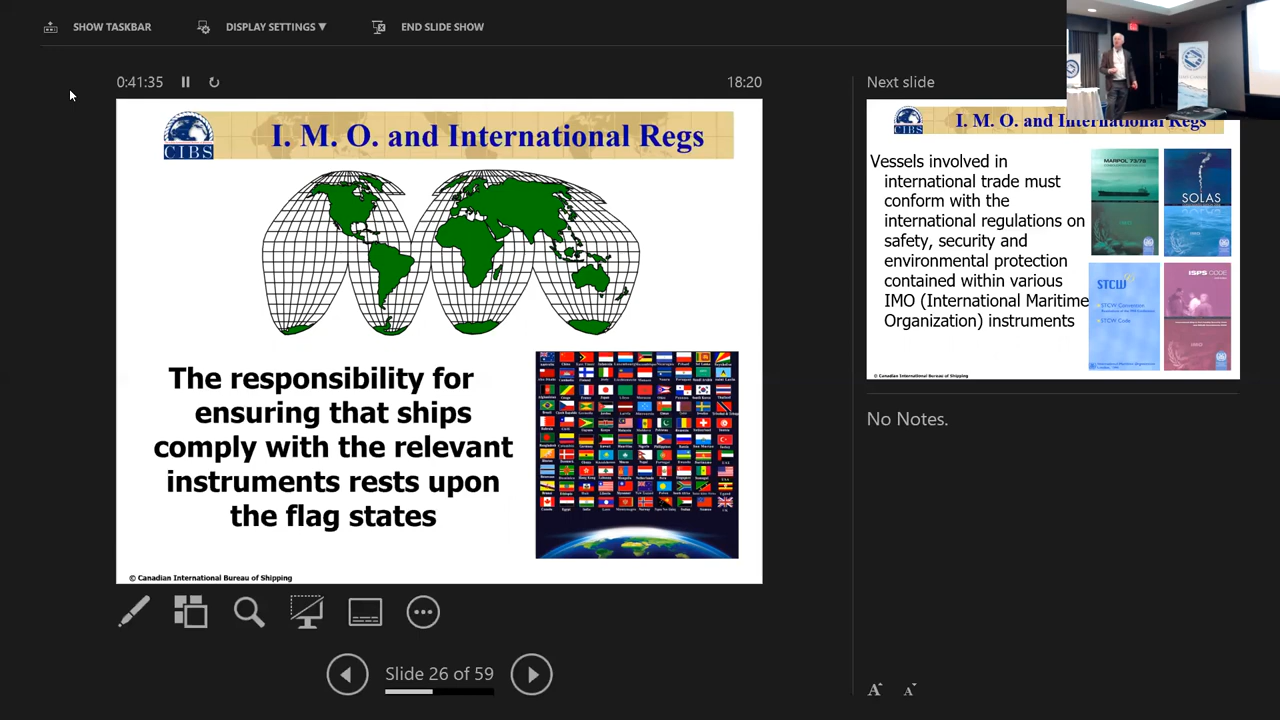 SHOW TASKBAR
DISPLAY SETTINGS ▼
END SLIDE SHOW
0:41:35
18:20
CIBS
I. M. O. and International Regs
The responsibility for
ensuring that ships
comply with the relevant
instruments rests upon
the flag states
© Canadian International Bureau of Shipping
Slide 26 of 59
Next slide
CIBS
I. M. O. and International Regs
Vessels involved in
international trade must
conform with the
international regulations on
safety, security and
environmental protection
contained within various
IMO (International Maritime
Organization) instruments
MARPOL 73/78
SOLAS
STCW
STCW Convention
STCW Code
ISPS CODE
© Canadian International Bureau of Shipping
No Notes.
A
A